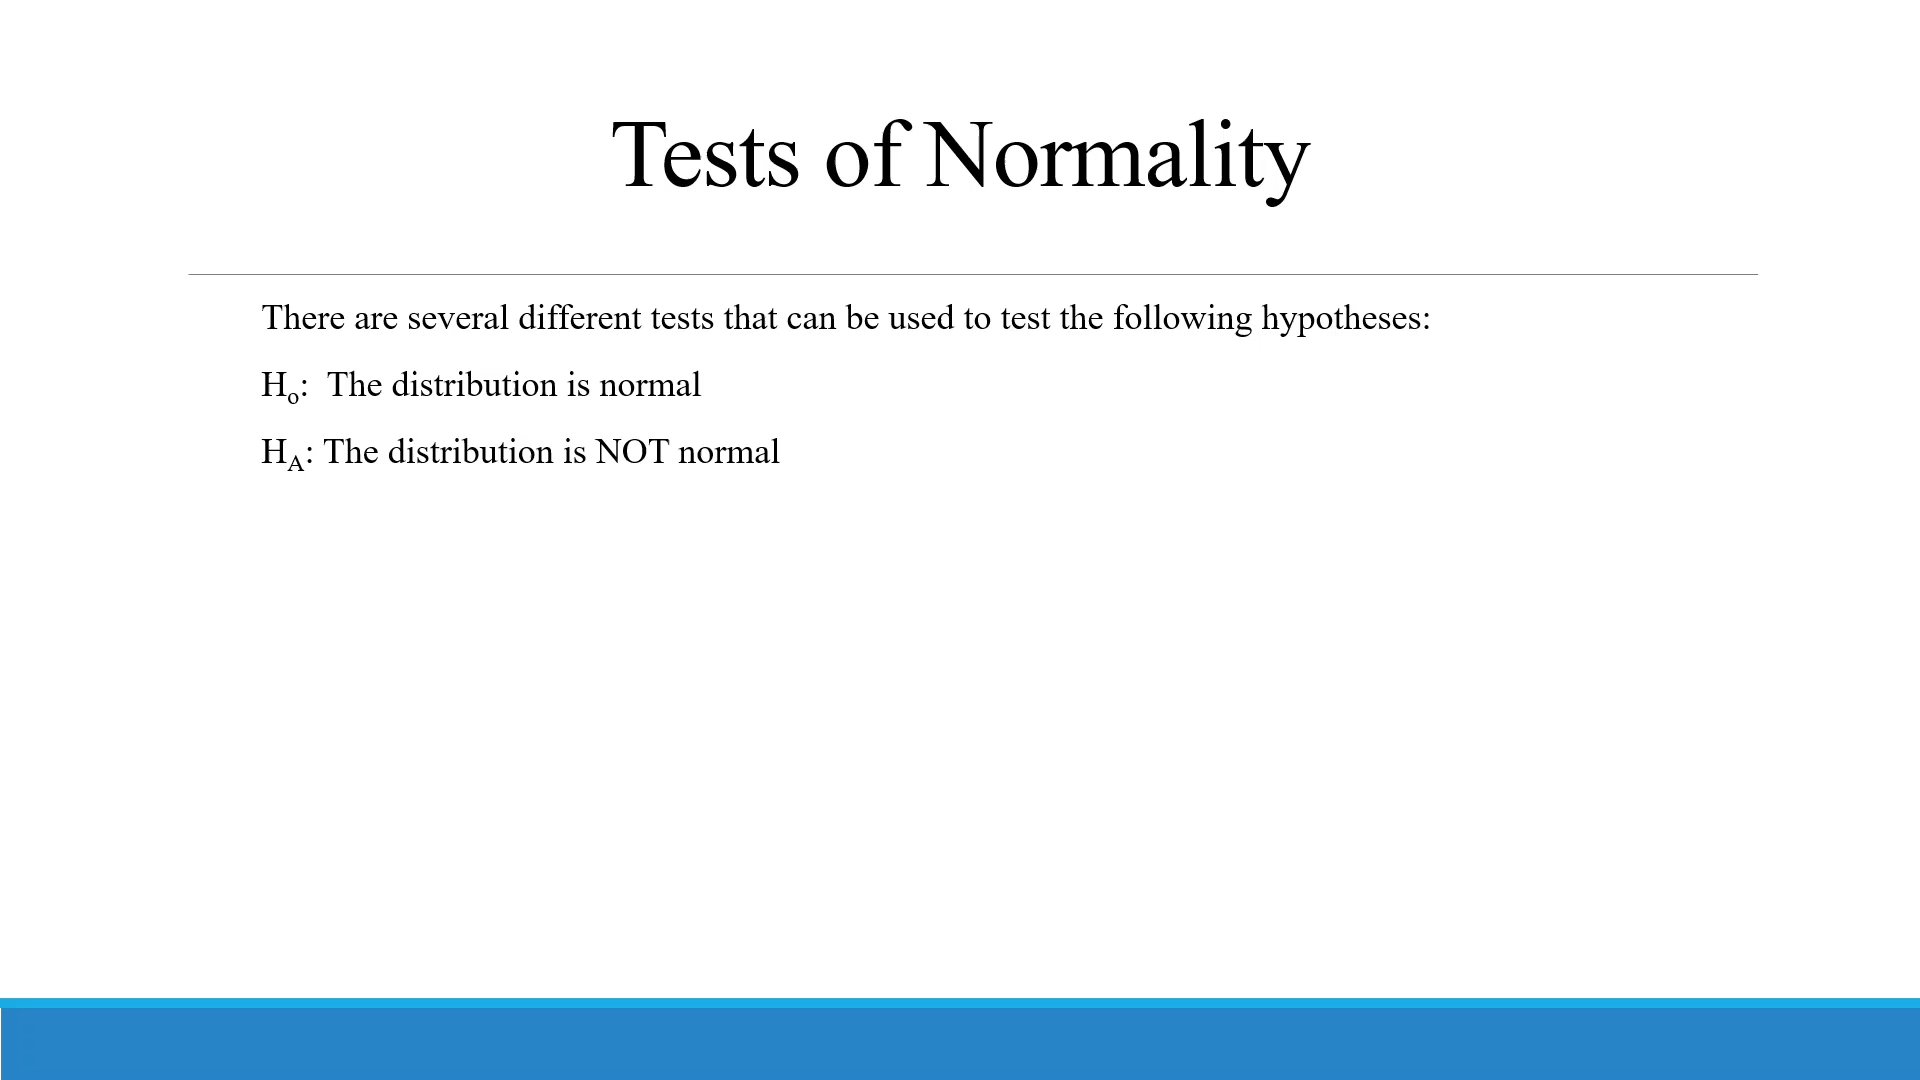 Tests of Normality
There are several different tests that can be used to test the following hypotheses:
Hₒ:  The distribution is normal
H_A: The distribution is NOT normal